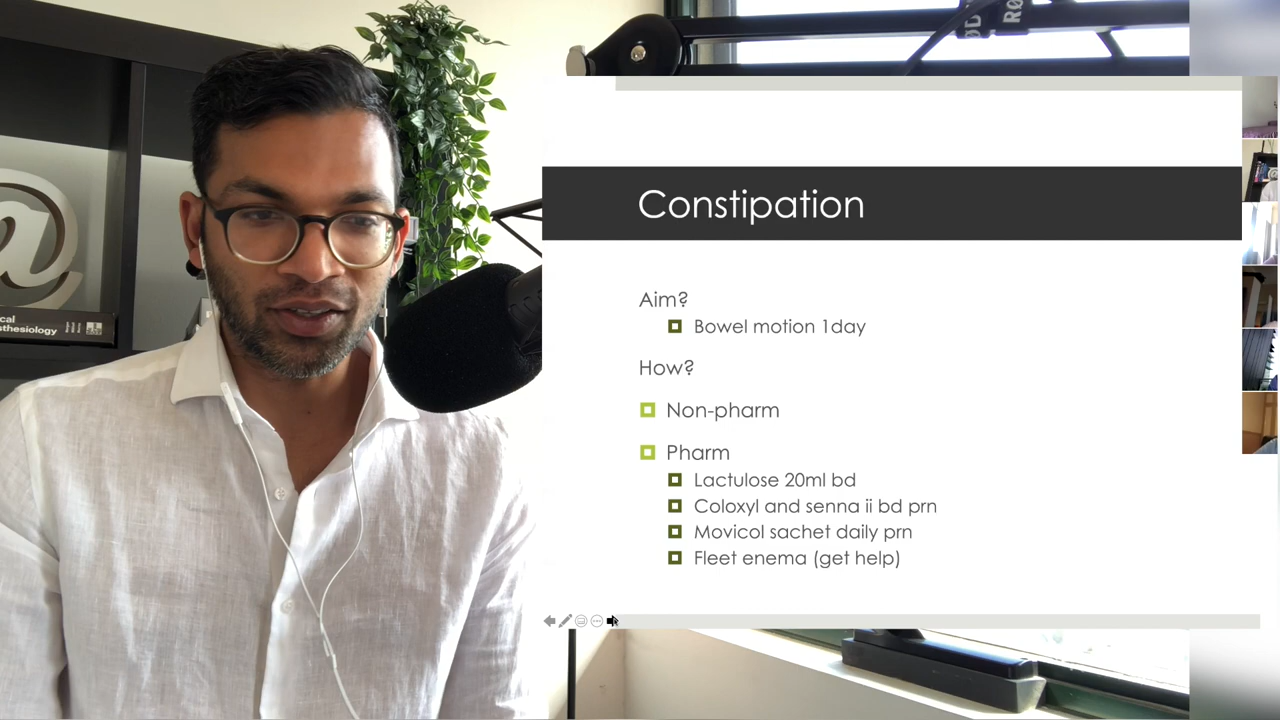 RØD
Constipation
Aim?
Bowel motion 1day
How?
Non-pharm
Pharm
Lactulose 20ml bd
Coloxyl and senna ii bd prn
Movicol sachet daily prn
Fleet enema (get help)
@